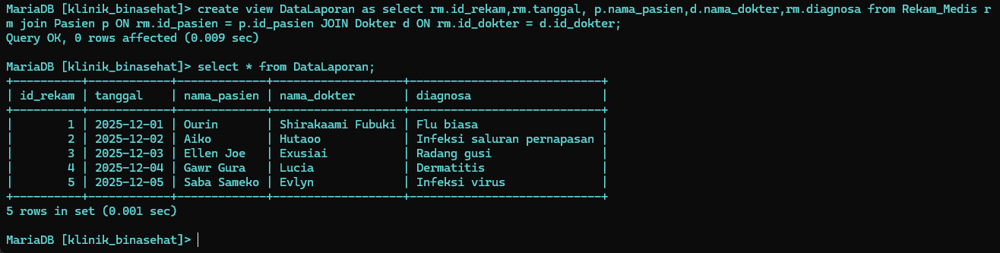 MariaDB [klinik_binasehat]> create view DataLaporan as select rm.id_rekam,rm.tanggal, p.nama_pasien,d.nama_dokter,rm.diagnosa from Rekam_Medis r
m join Pasien p ON rm.id_pasien = p.id_pasien JOIN Dokter d ON rm.id_dokter = d.id_dokter;
Query OK, 0 rows affected (0.009 sec)

MariaDB [klinik_binasehat]> select * from DataLaporan;
+----------+------------+-------------+-------------------+----------------------------+
| id_rekam | tanggal    | nama_pasien | nama_dokter       | diagnosa                   |
+----------+------------+-------------+-------------------+----------------------------+
|        1 | 2025-12-01 | Ourin       | Shirakaami Fubuki | Flu biasa                  |
|        2 | 2025-12-02 | Aiko        | Hutaoo            | Infeksi saluran pernapasan |
|        3 | 2025-12-03 | Ellen Joe   | Exusiai           | Radang gusi                |
|        4 | 2025-12-04 | Gawr Gura   | Lucia             | Dermatitis                 |
|        5 | 2025-12-05 | Saba Sameko | Evlyn             | Infeksi virus              |
+----------+------------+-------------+-------------------+----------------------------+
5 rows in set (0.001 sec)

MariaDB [klinik_binasehat]>